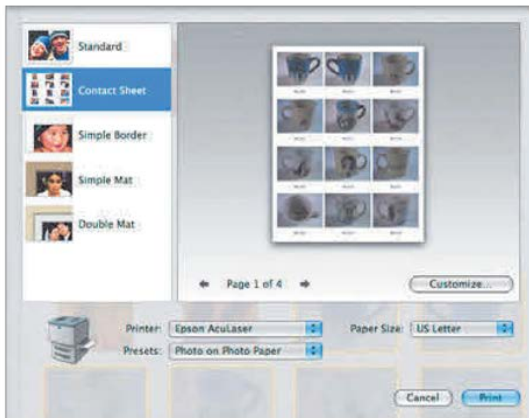 Standard
Contact Sheet
Simple Border
Simple Mat
Double Mat
Page 1 of 4
Customize...
Printer: Epson AcuLaser Paper Size: US Letter
Presets: Photo on Photo Paper
Cancel Print